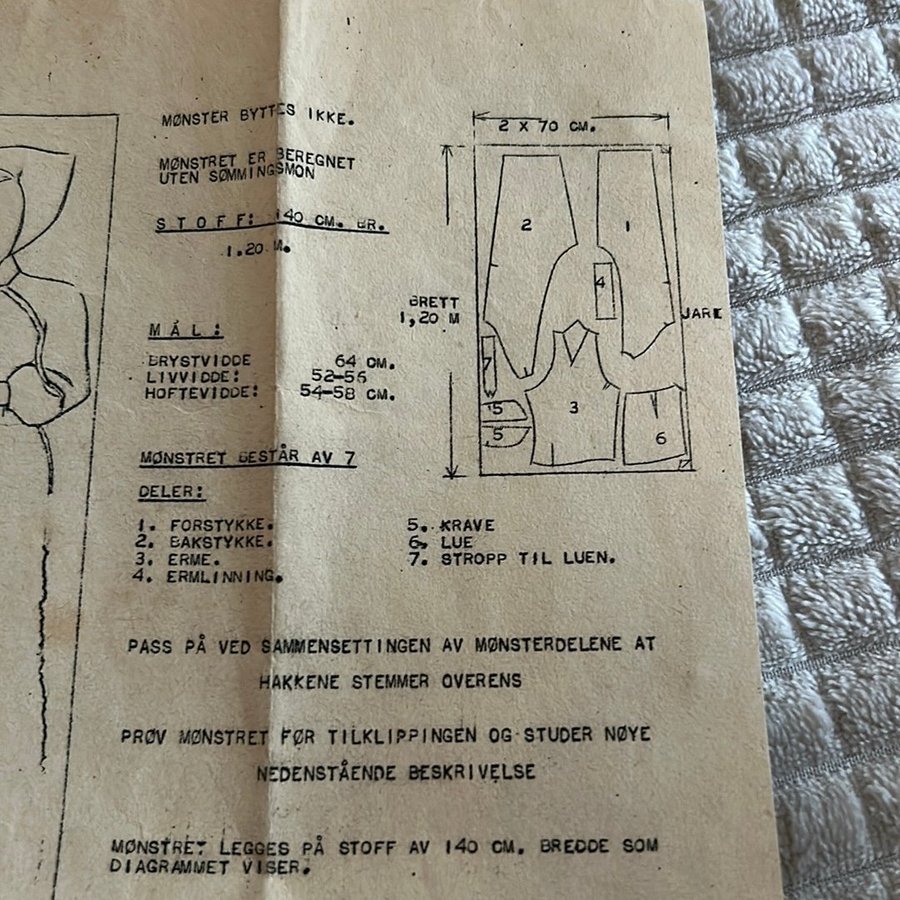 MØNSTER BYTTES IKKE.
MØNSTRET ER BEREGNET
UTEN SØMMINGSMON
STOFF: 140 CM. BR.
1.20 M.
MÅL:
BRYSTVIDDE 64 CM.
LIVVIDDE: 52-56
HOFTEVIDDE: 54-58 CM.
MØNSTRET BESTÅR AV 7
DELER:
1. FORSTYKKE.
2. BAKSTYKKE.
3. ERME.
4. ERMLINNING.
5. KRAVE
6. LUE
7. STROPP TIL LUEN.
2 X 70 CM.
BRETT
1,20 M
JARE
2
1
4
7
5
5
3
6
PASS PÅ VED SAMMENSETTINGEN AV MØNSTERDELENE AT
HAKKENE STEMMER OVERENS
PRØV MØNSTRET FØR TILKLIPPINGEN OG STUDER NØYE
NEDENSTÅENDE BESKRIVELSE
MØNSTRET LEGGES PÅ STOFF AV 140 CM. BREDDE SOM
DIAGRAMMET VISER.